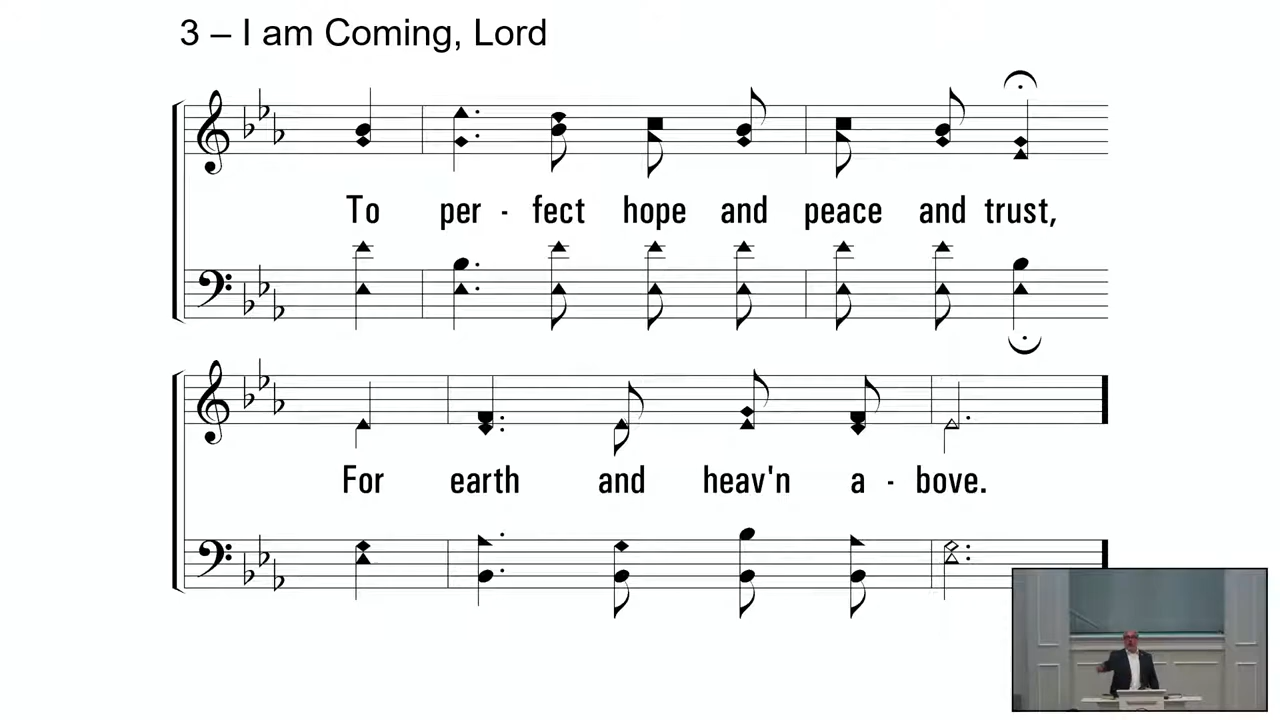 3 – I am Coming, Lord
To per - fect hope and peace and trust,
For earth and heav'n a - bove.